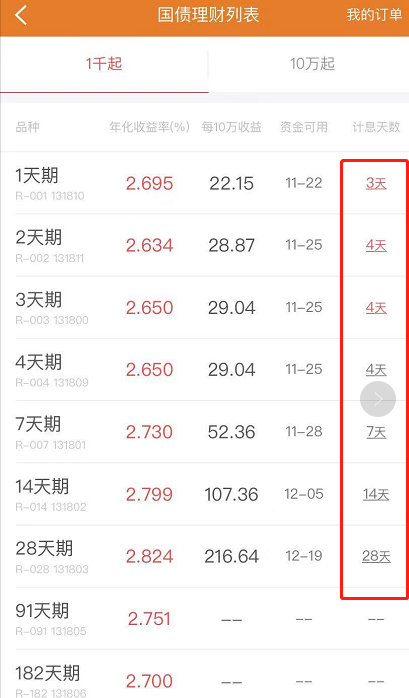 国债理财列表 我的订单
1千起 10万起
品种 年化收益率(%) 每10万收益 资金可用 计息天数
1天期 2.695 22.15 11-22 3天
R-001 131810
2天期 2.634 28.87 11-25 4天
R-002 131811
3天期 2.650 29.04 11-25 4天
R-003 131800
4天期 2.650 29.04 11-25 4天
R-004 131809
7天期 2.730 52.36 11-28 7天
R-007 131801
14天期 2.799 107.36 12-05 14天
R-014 131802
28天期 2.824 216.64 12-19 28天
R-028 131803
91天期 2.751 -- -- --
R-091 131805
182天期 2.700 -- -- --
R-182 131806